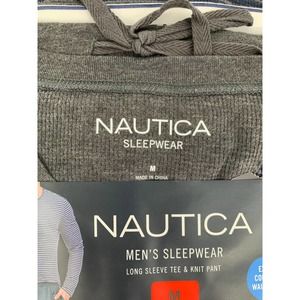 NAUTICA
SLEEPWEAR
M
MADE IN CHINA
NAUTICA
MEN'S SLEEPWEAR
LONG SLEEVE TEE & KNIT PANT